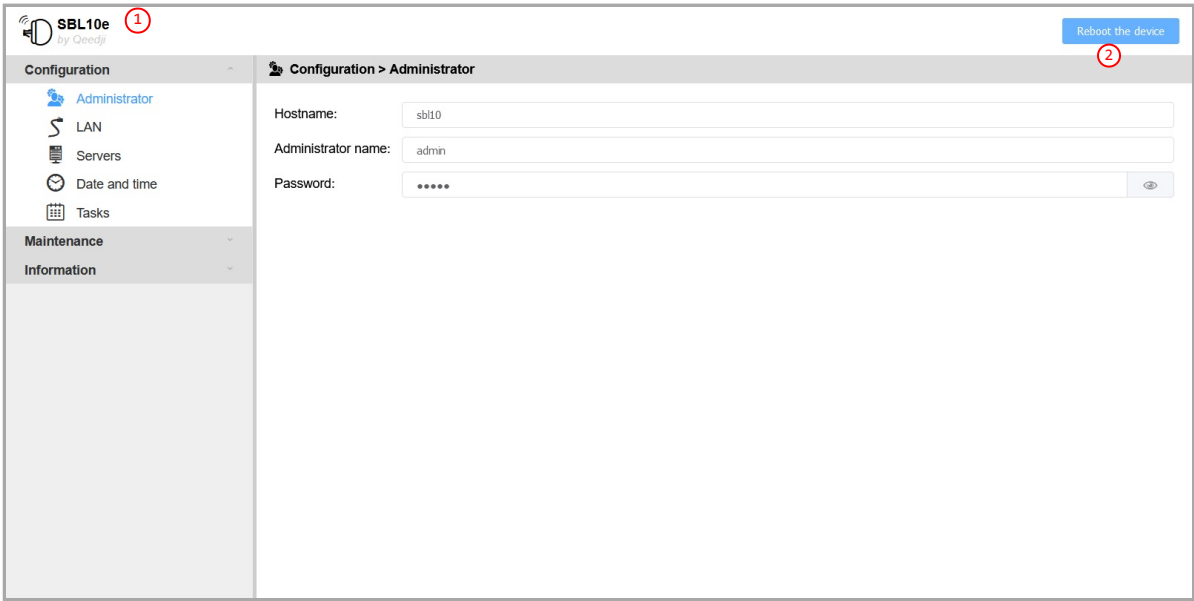 SBL10e
by Qeedji
1
Reboot the device
2
Configuration
Administrator
LAN
Servers
Date and time
Tasks
Maintenance
Information
Configuration > Administrator
Hostname:
sbl10
Administrator name:
admin
Password:
•••••